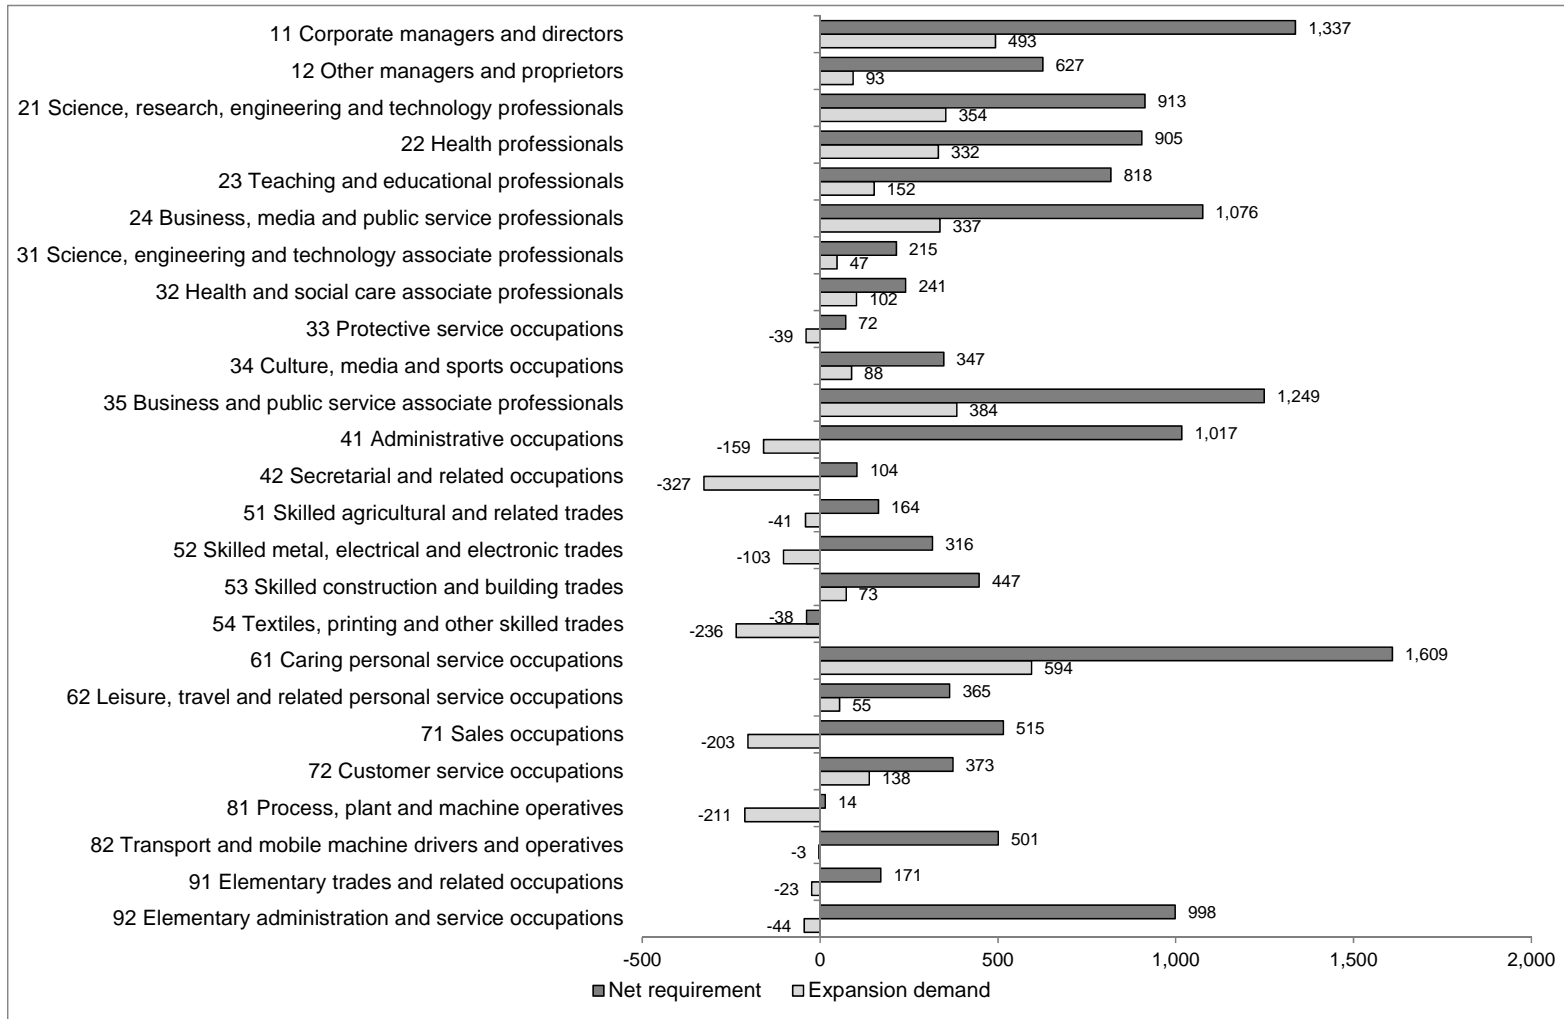 11 Corporate managers and directors 1,337
493
12 Other managers and proprietors 627
93
21 Science, research, engineering and technology professionals 913
354
22 Health professionals 905
332
23 Teaching and educational professionals 818
152
24 Business, media and public service professionals 1,076
337
31 Science, engineering and technology associate professionals 215
47
32 Health and social care associate professionals 241
102
33 Protective service occupations 72
-39
34 Culture, media and sports occupations 347
88
35 Business and public service associate professionals 1,249
384
41 Administrative occupations 1,017
-159
42 Secretarial and related occupations 104
-327
51 Skilled agricultural and related trades 164
-41
52 Skilled metal, electrical and electronic trades 316
-103
53 Skilled construction and building trades 447
73
54 Textiles, printing and other skilled trades -38
-236
61 Caring personal service occupations 1,609
594
62 Leisure, travel and related personal service occupations 365
55
71 Sales occupations 515
-203
72 Customer service occupations 373
138
81 Process, plant and machine operatives 14
-211
82 Transport and mobile machine drivers and operatives 501
-3
91 Elementary trades and related occupations 171
-23
92 Elementary administration and service occupations 998
-44
-500 0 500 1,000 1,500 2,000
Net requirement Expansion demand